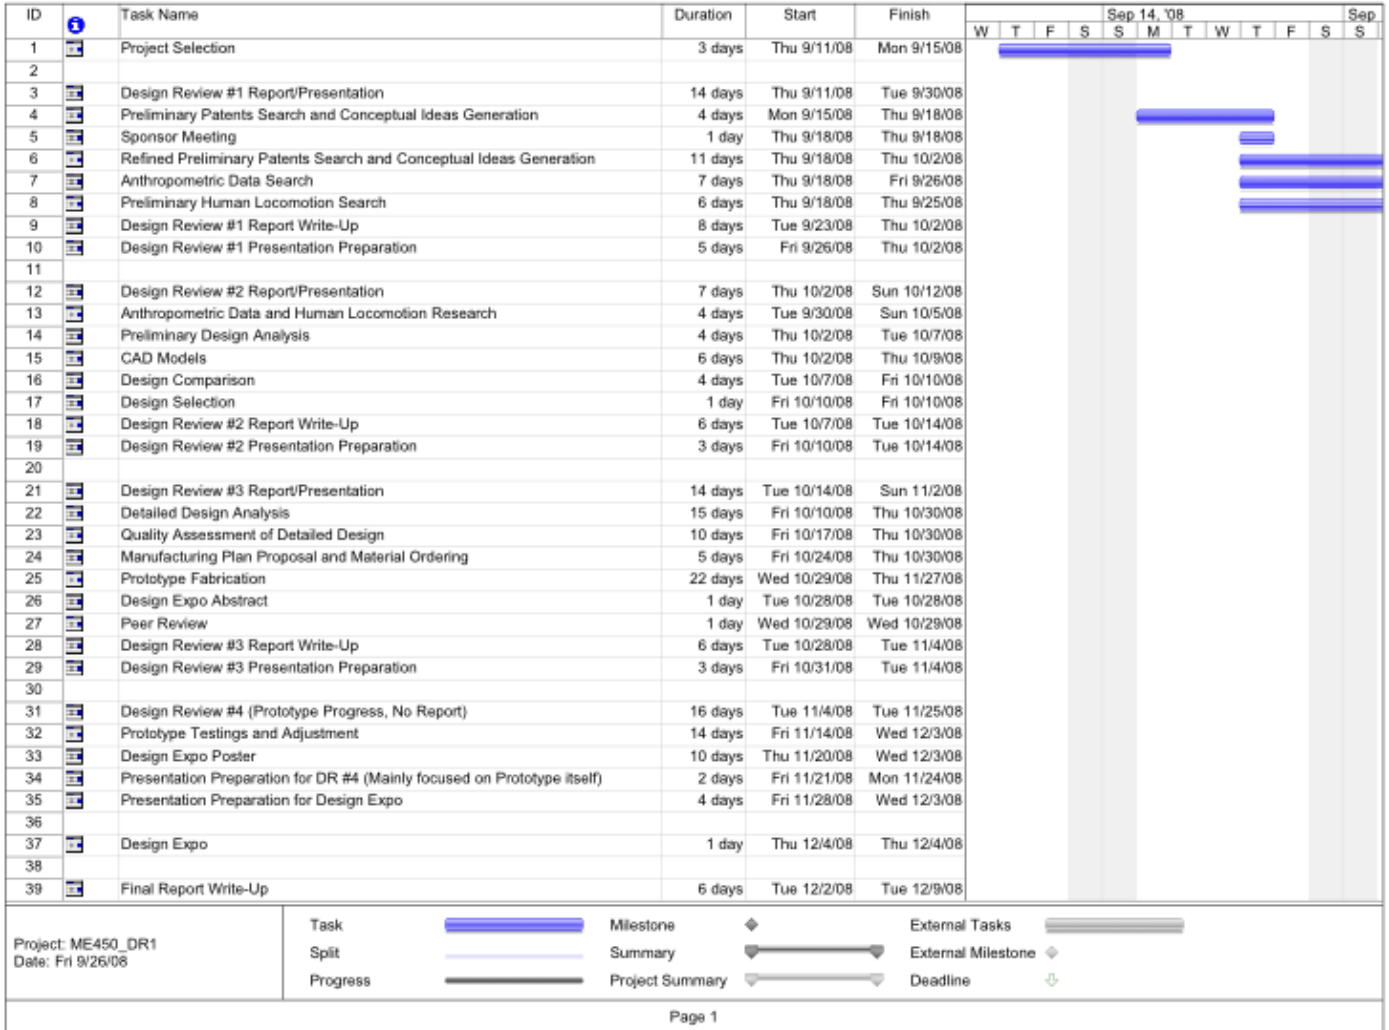 ID Task Name Duration Start Finish Sep 14, '08 Sep
W T F S S M T W T F S S
1 Project Selection 3 days Thu 9/11/08 Mon 9/15/08
2
3 Design Review #1 Report/Presentation 14 days Thu 9/11/08 Tue 9/30/08
4 Preliminary Patents Search and Conceptual Ideas Generation 4 days Mon 9/15/08 Thu 9/18/08
5 Sponsor Meeting 1 day Thu 9/18/08 Thu 9/18/08
6 Refined Preliminary Patents Search and Conceptual Ideas Generation 11 days Thu 9/18/08 Thu 10/2/08
7 Anthropometric Data Search 7 days Thu 9/18/08 Fri 9/26/08
8 Preliminary Human Locomotion Search 6 days Thu 9/18/08 Thu 9/25/08
9 Design Review #1 Report Write-Up 8 days Tue 9/23/08 Thu 10/2/08
10 Design Review #1 Presentation Preparation 5 days Fri 9/26/08 Thu 10/2/08
11
12 Design Review #2 Report/Presentation 7 days Thu 10/2/08 Sun 10/12/08
13 Anthropometric Data and Human Locomotion Research 4 days Tue 9/30/08 Sun 10/5/08
14 Preliminary Design Analysis 4 days Thu 10/2/08 Tue 10/7/08
15 CAD Models 6 days Thu 10/2/08 Thu 10/9/08
16 Design Comparison 4 days Tue 10/7/08 Fri 10/10/08
17 Design Selection 1 day Fri 10/10/08 Fri 10/10/08
18 Design Review #2 Report Write-Up 6 days Tue 10/7/08 Tue 10/14/08
19 Design Review #2 Presentation Preparation 3 days Fri 10/10/08 Tue 10/14/08
20
21 Design Review #3 Report/Presentation 14 days Tue 10/14/08 Sun 11/2/08
22 Detailed Design Analysis 15 days Fri 10/10/08 Thu 10/30/08
23 Quality Assessment of Detailed Design 10 days Fri 10/17/08 Thu 10/30/08
24 Manufacturing Plan Proposal and Material Ordering 5 days Fri 10/24/08 Thu 10/30/08
25 Prototype Fabrication 22 days Wed 10/29/08 Thu 11/27/08
26 Design Expo Abstract 1 day Tue 10/28/08 Tue 10/28/08
27 Peer Review 1 day Wed 10/29/08 Wed 10/29/08
28 Design Review #3 Report Write-Up 6 days Tue 10/28/08 Tue 11/4/08
29 Design Review #3 Presentation Preparation 3 days Fri 10/31/08 Tue 11/4/08
30
31 Design Review #4 (Prototype Progress, No Report) 16 days Tue 11/4/08 Tue 11/25/08
32 Prototype Testings and Adjustment 14 days Fri 11/14/08 Wed 12/3/08
33 Design Expo Poster 10 days Thu 11/20/08 Wed 12/3/08
34 Presentation Preparation for DR #4 (Mainly focused on Prototype itself) 2 days Fri 11/21/08 Mon 11/24/08
35 Presentation Preparation for Design Expo 4 days Fri 11/28/08 Wed 12/3/08
36
37 Design Expo 1 day Thu 12/4/08 Thu 12/4/08
38
39 Final Report Write-Up 6 days Tue 12/2/08 Tue 12/9/08
Project: ME450_DR1
Date: Fri 9/26/08
Task Milestone External Tasks
Split Summary External Milestone
Progress Project Summary Deadline
Page 1